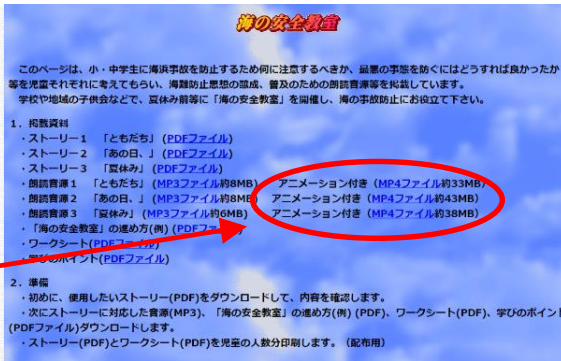 海の安全教室
このページは、小・中学生に海浜事故を防止するため何に注意するべきか、最悪の事態を防ぐにはどうすれば良かったか
等を児童それぞれに考えてもらい、海難防止思想の醸成、普及のための朗読音源等を掲載しています。
学校や地域の子供会などで、夏休み前等に「海の安全教室」を開催し、海の事故防止にお役立て下さい。
1. 掲載資料
・ストーリー1 「ともだち」 (PDFファイル)
・ストーリー2 「あの日、」 (PDFファイル)
・ストーリー3 「夏休み」 (PDFファイル)
・朗読音源1 「ともだち」 (MP3ファイル約8MB) アニメーション付き (MP4ファイル約33MB)
・朗読音源2 「あの日、」 (MP3ファイル約8MB) アニメーション付き (MP4ファイル約43MB)
・朗読音源3 「夏休み」 (MP3ファイル約6MB) アニメーション付き (MP4ファイル約38MB)
・「海の安全教室」の進め方(例) (PDFファ
・ワークシート(PDFファイル)
・学びのポイント(PDFファイル)
2. 準備
・初めに、使用したいストーリー(PDF)をダウンロードして、内容を確認します。
・次にストーリーに対応した音源(MP3)、「海の安全教室」の進め方(例) (PDF)、ワークシート(PDF)、学びのポイント
(PDFファイル)ダウンロードします。
・ストーリー(PDF)とワークシート(PDF)を児童の人数分印刷します。(配布用)